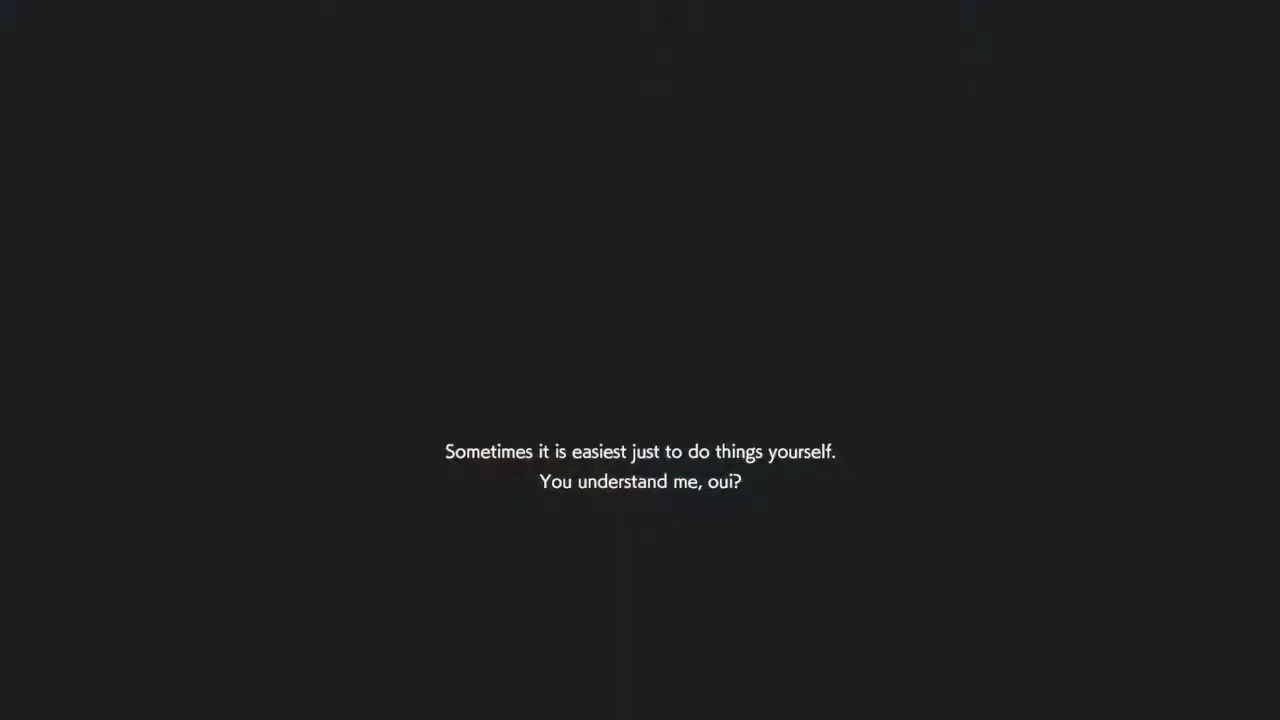 Sometimes it is easiest just to do things yourself.
You understand me, oui?